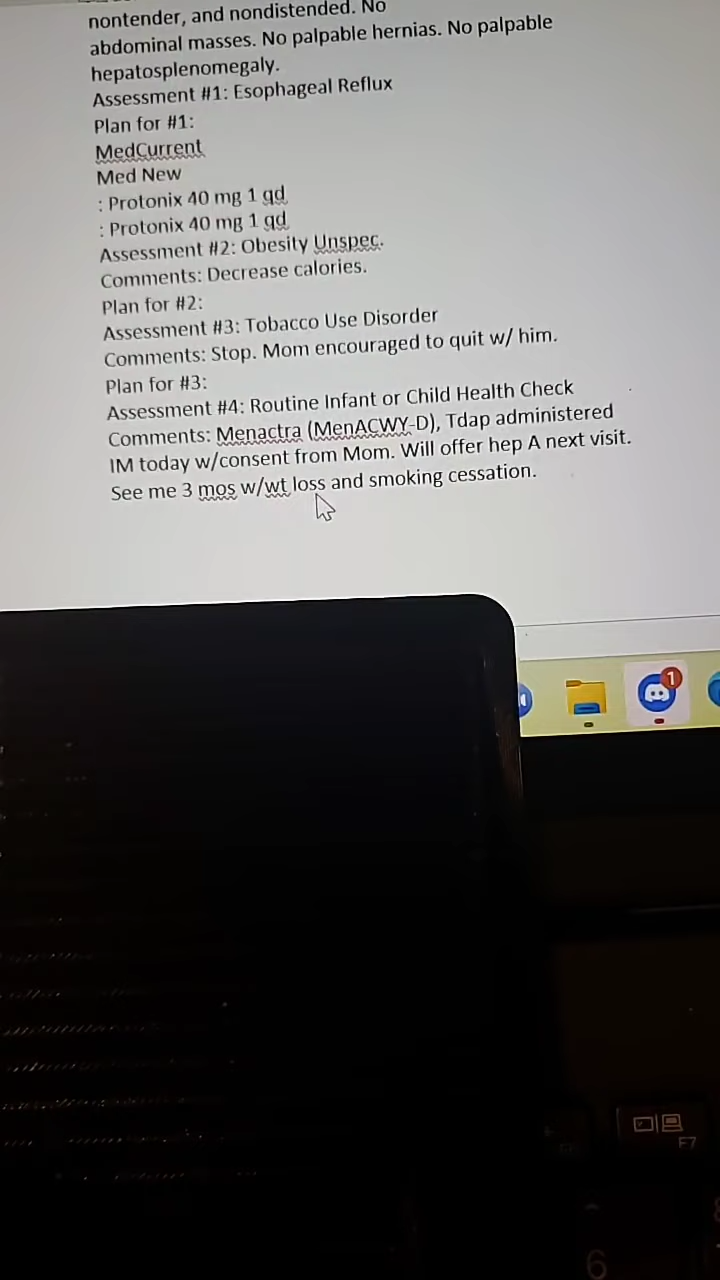 nontender, and nondistended. No
abdominal masses. No palpable hernias. No palpable
hepatosplenomegaly.
Assessment #1: Esophageal Reflux
Plan for #1:
MedCurrent
Med New
: Protonix 40 mg 1 qd
: Protonix 40 mg 1 qd
Assessment #2: Obesity Unspec.
Comments: Decrease calories.
Plan for #2:
Assessment #3: Tobacco Use Disorder
Comments: Stop. Mom encouraged to quit w/ him.
Plan for #3:
Assessment #4: Routine Infant or Child Health Check
Comments: Menactra (MenACWY-D), Tdap administered
IM today w/consent from Mom. Will offer hep A next visit.
See me 3 mos w/wt loss and smoking cessation.
1
F7
6